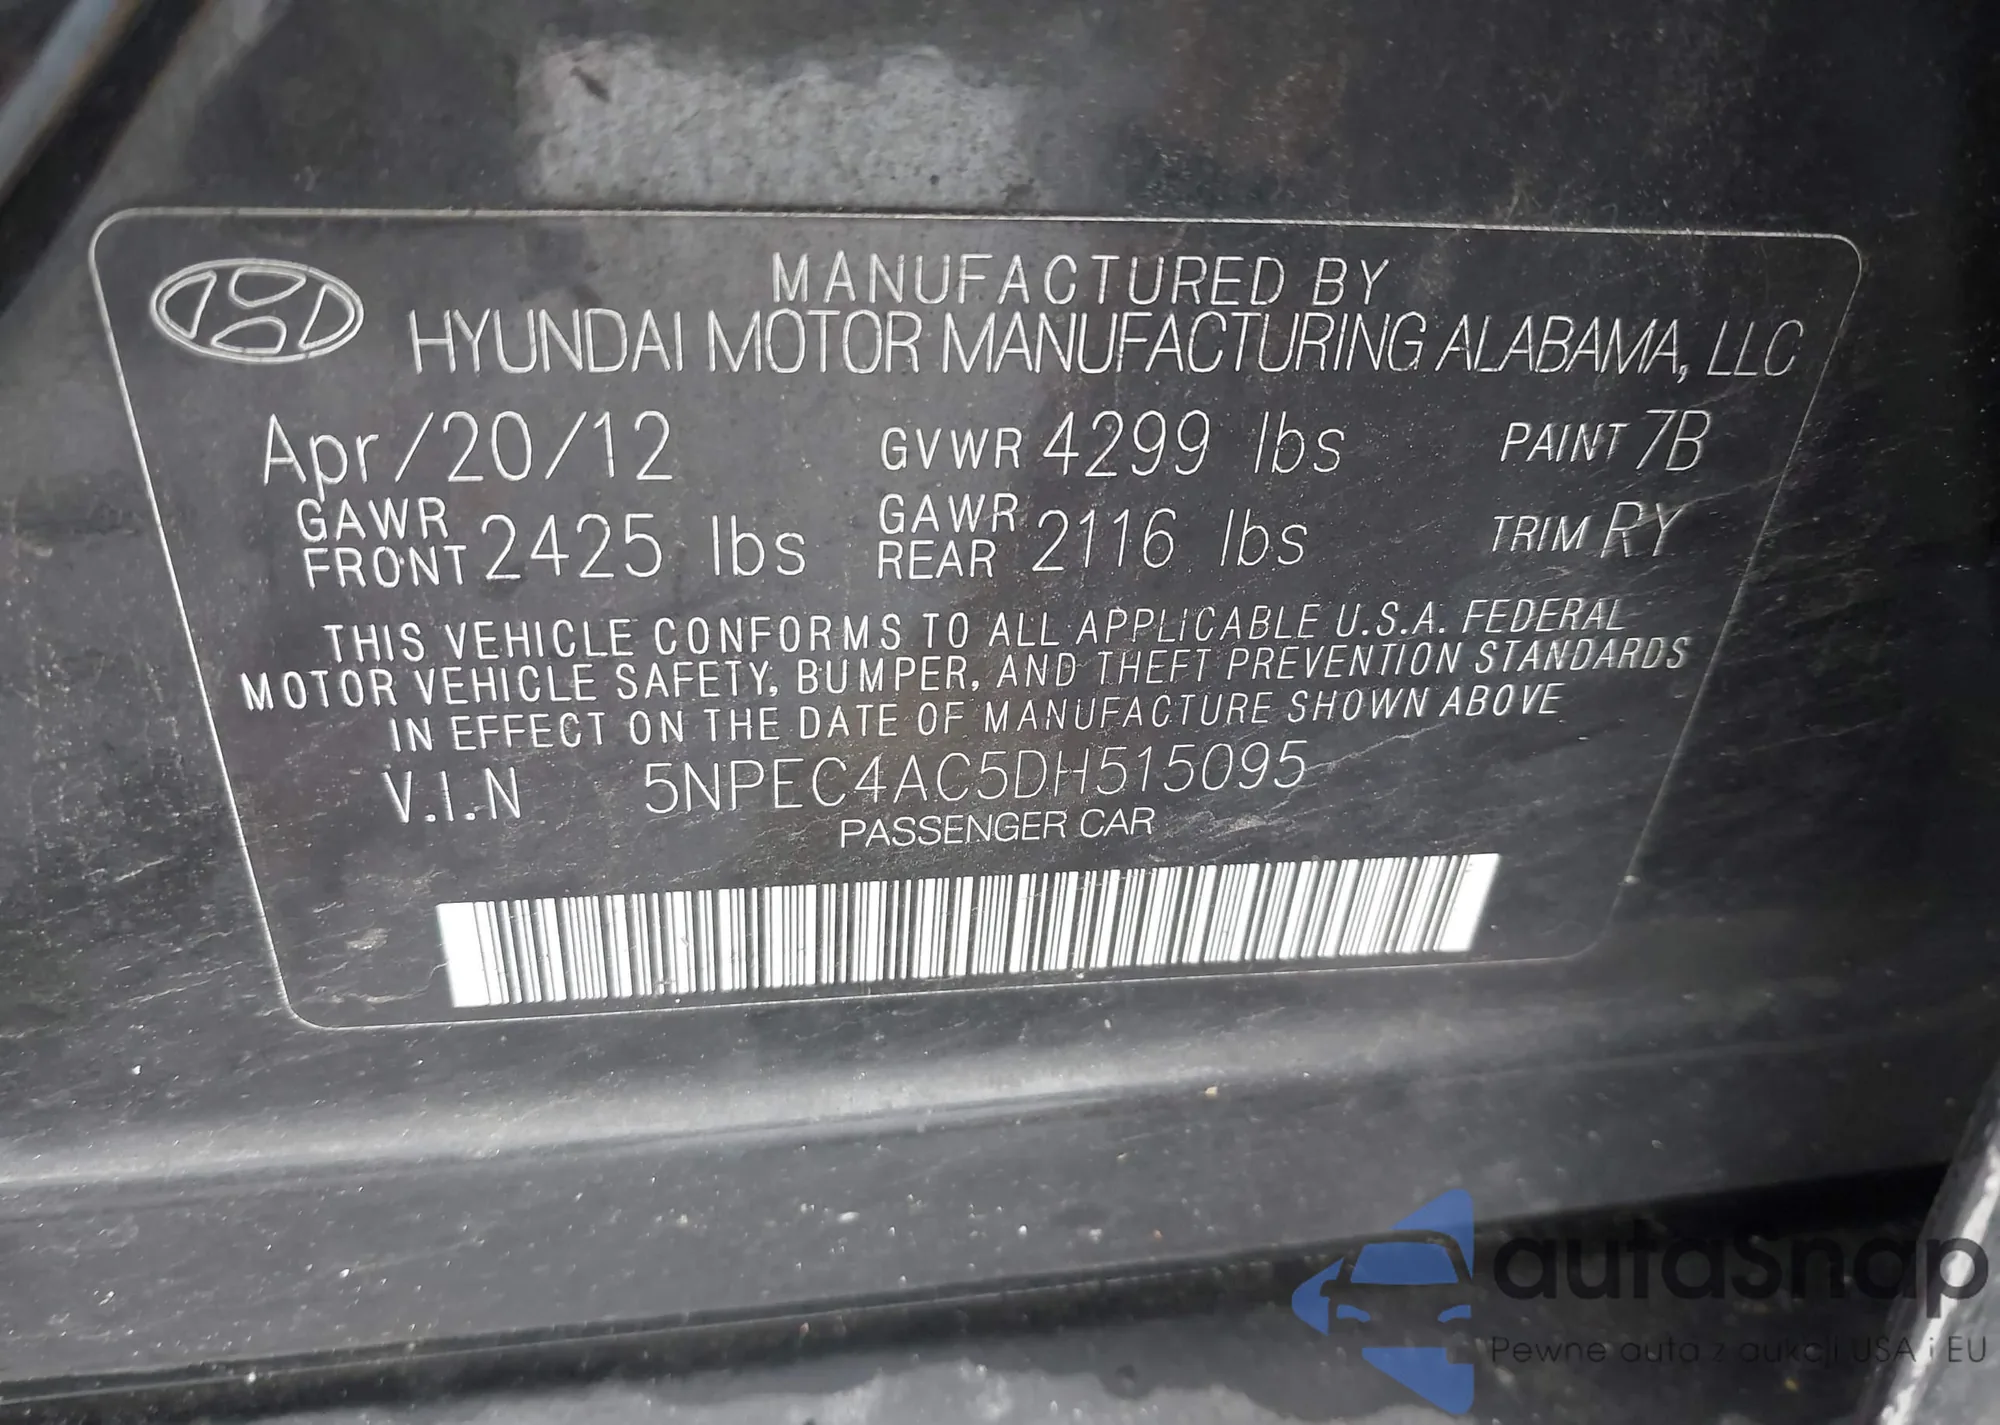 MANUFACTURED BY
HYUNDAI MOTOR MANUFACTURING ALABAMA, LLC
Apr/20/12 GVWR 4299 lbs PAINT 7B
GAWR FRONT 2425 lbs GAWR REAR 2116 lbs TRIM RY
THIS VEHICLE CONFORMS TO ALL APPLICABLE U.S.A. FEDERAL
MOTOR VEHICLE SAFETY, BUMPER, AND THEFT PREVENTION STANDARDS
IN EFFECT ON THE DATE OF MANUFACTURE SHOWN ABOVE
V.I.N 5NPEC4AC5DH515095
PASSENGER CAR
autaSnap
Pewne auta z aukcji USA i EU